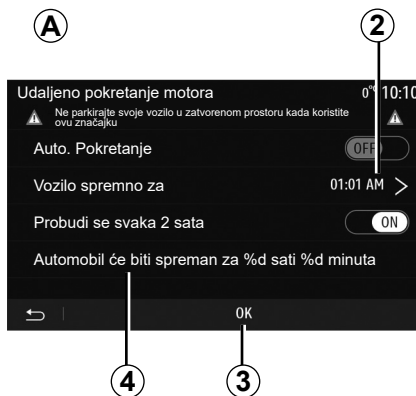 A
2
Udaljeno pokretanje motora 0° 10:10
Ne parkirajte svoje vozilo u zatvorenom prostoru kada koristite
ovu značajku
Auto. Pokretanje OFF
Vozilo spremno za 01:01 AM
Probudi se svaka 2 sata ON
Automobil će biti spreman za %d sati %d minuta
OK
4
3